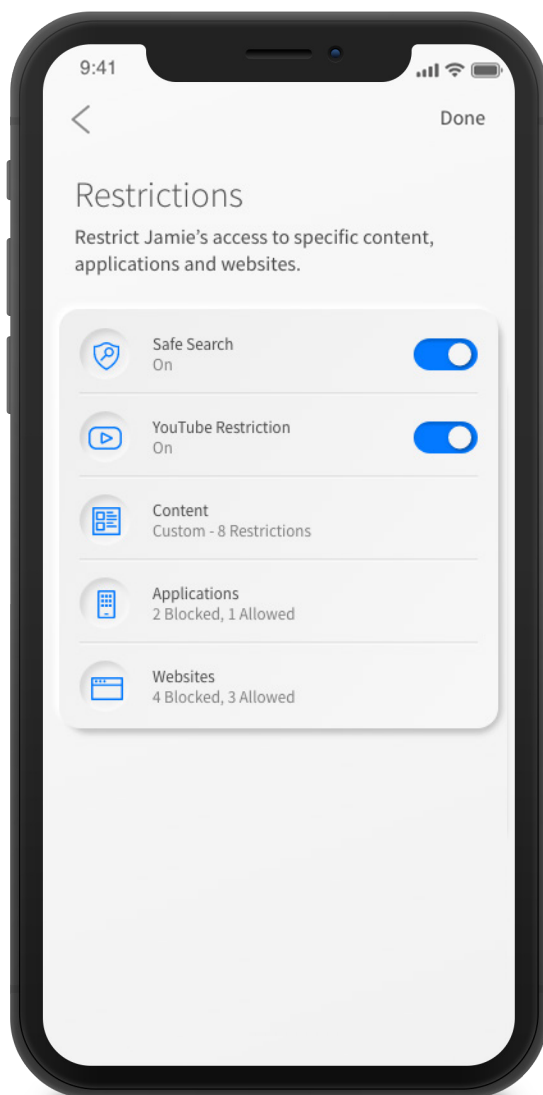 9:41
Done
Restrictions
Restrict Jamie's access to specific content,
applications and websites.
Safe Search
On
YouTube Restriction
On
Content
Custom - 8 Restrictions
Applications
2 Blocked, 1 Allowed
Websites
4 Blocked, 3 Allowed